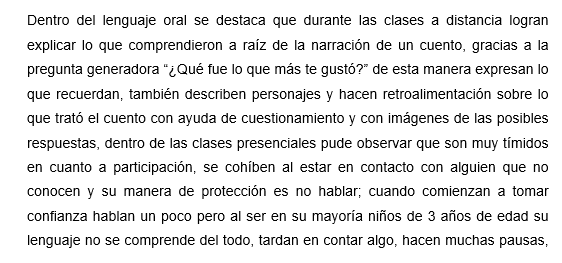 Dentro del lenguaje oral se destaca que durante las clases a distancia logran
explicar lo que comprendieron a raíz de la narración de un cuento, gracias a la
pregunta generadora “¿Qué fue lo que más te gustó?” de esta manera expresan lo
que recuerdan, también describen personajes y hacen retroalimentación sobre lo
que trató el cuento con ayuda de cuestionamiento y con imágenes de las posibles
respuestas, dentro de las clases presenciales pude observar que son muy tímidos
en cuanto a participación, se cohíben al estar en contacto con alguien que no
conocen y su manera de protección es no hablar; cuando comienzan a tomar
confianza hablan un poco pero al ser en su mayoría niños de 3 años de edad su
lenguaje no se comprende del todo, tardan en contar algo, hacen muchas pausas,